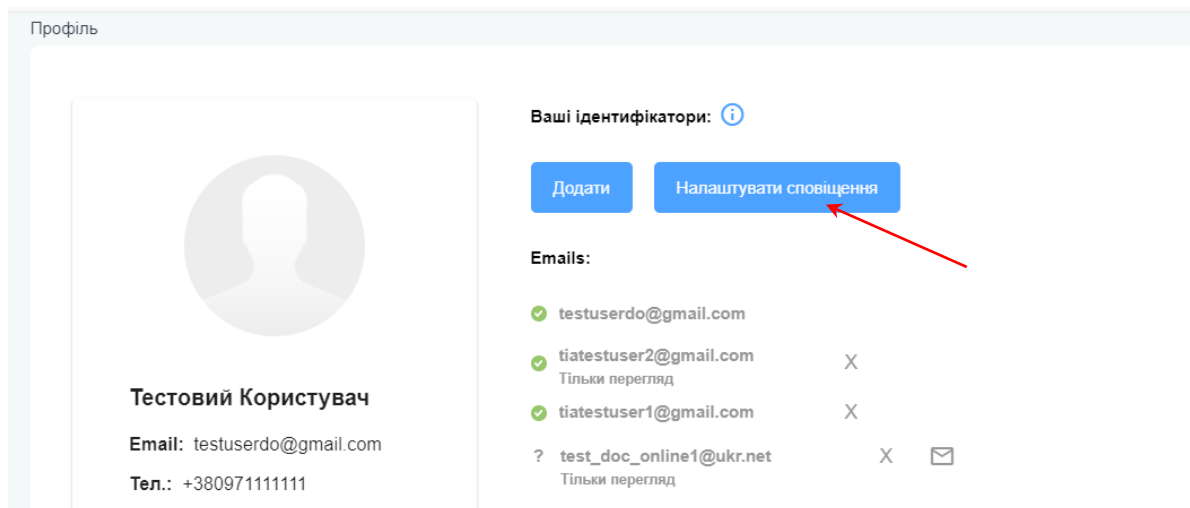 Профіль
Ваші ідентифікатори:
Додати
Налаштувати сповіщення
Emails:
testuserdo@gmail.com
tiatestuser2@gmail.com X
Тільки перегляд
tiatestuser1@gmail.com X
? test_doc_online1@ukr.net X
Тільки перегляд
Тестовий Користувач
Email: testuserdo@gmail.com
Тел.: +380971111111